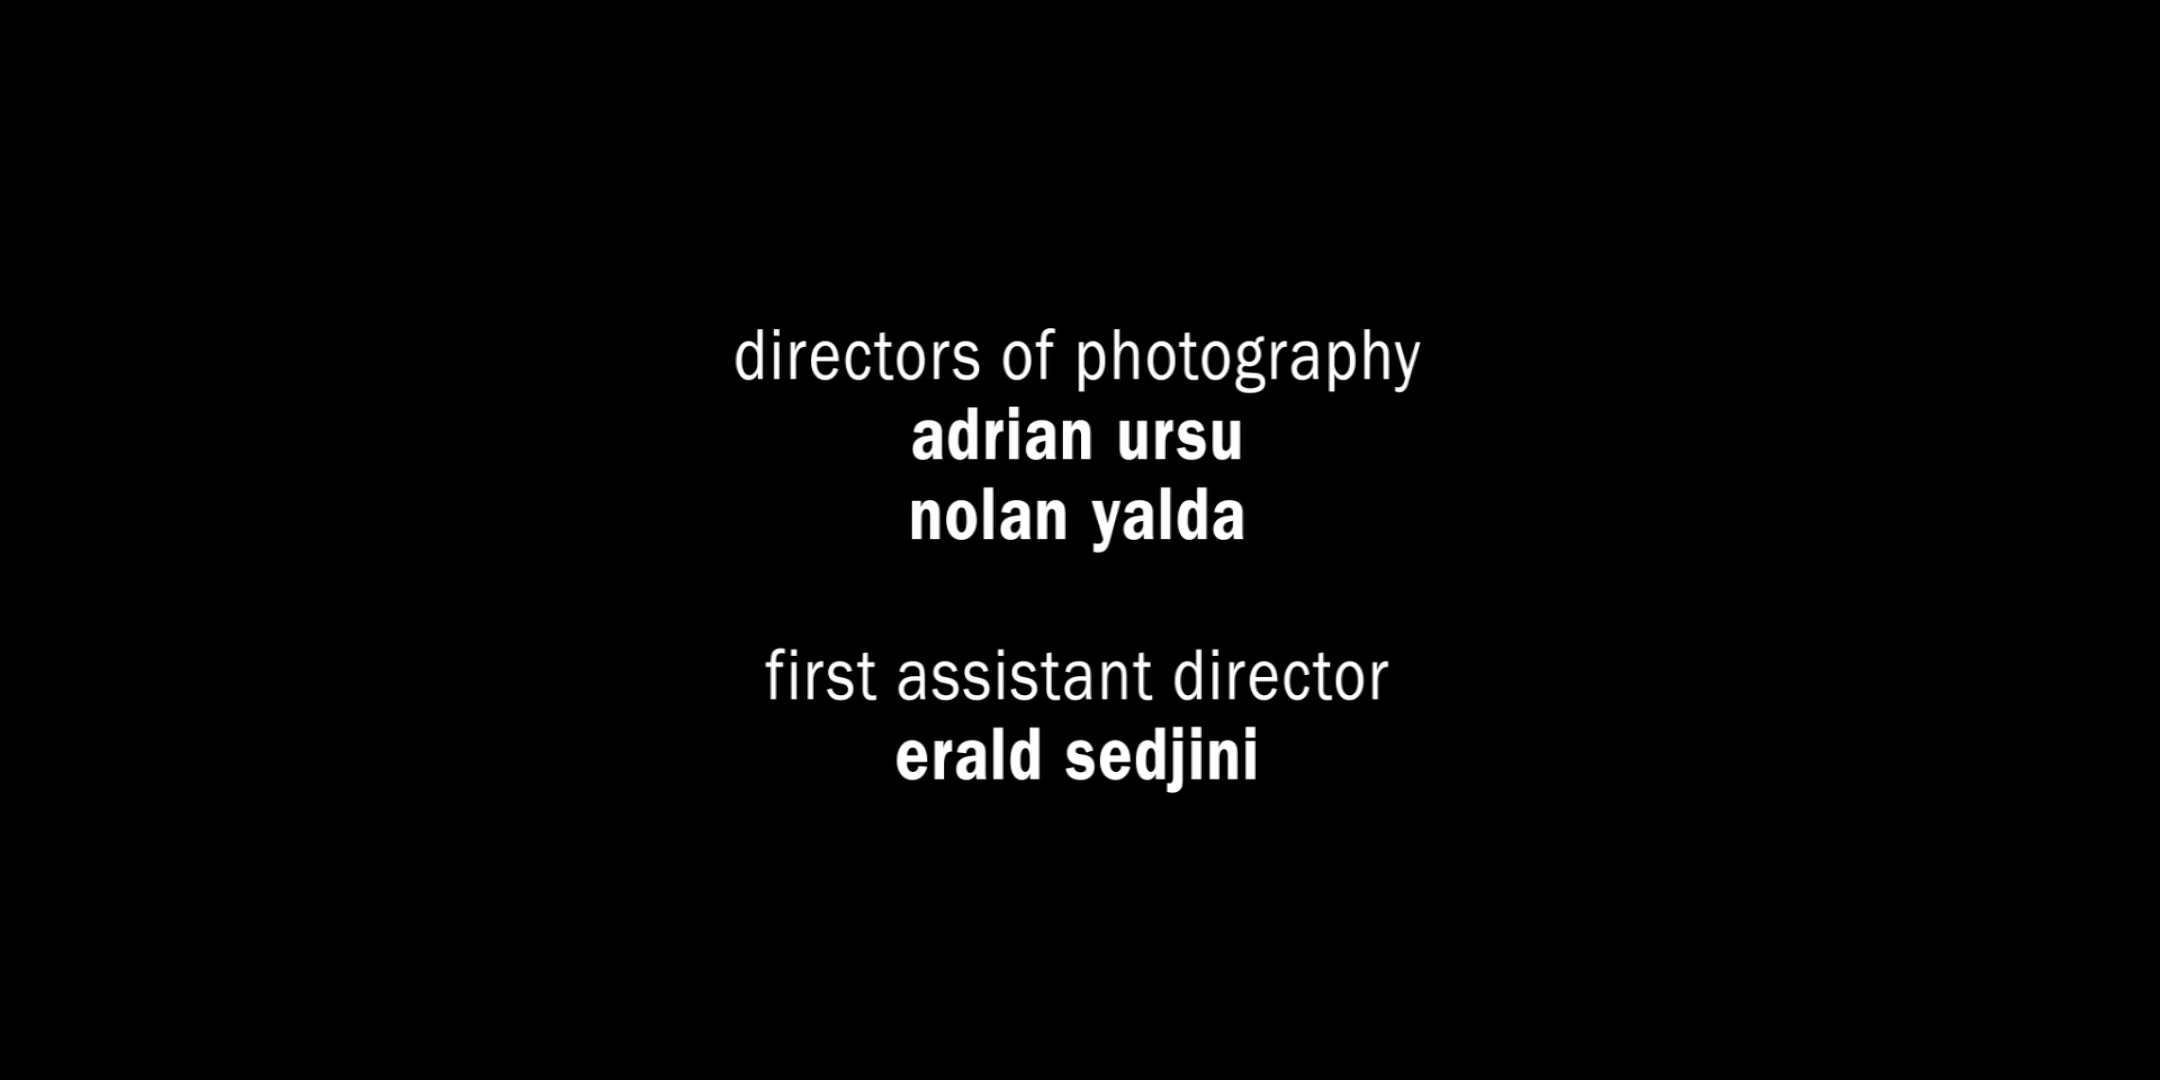 directors of photography
adrian ursu
nolan yalda
first assistant director
erald sedjini